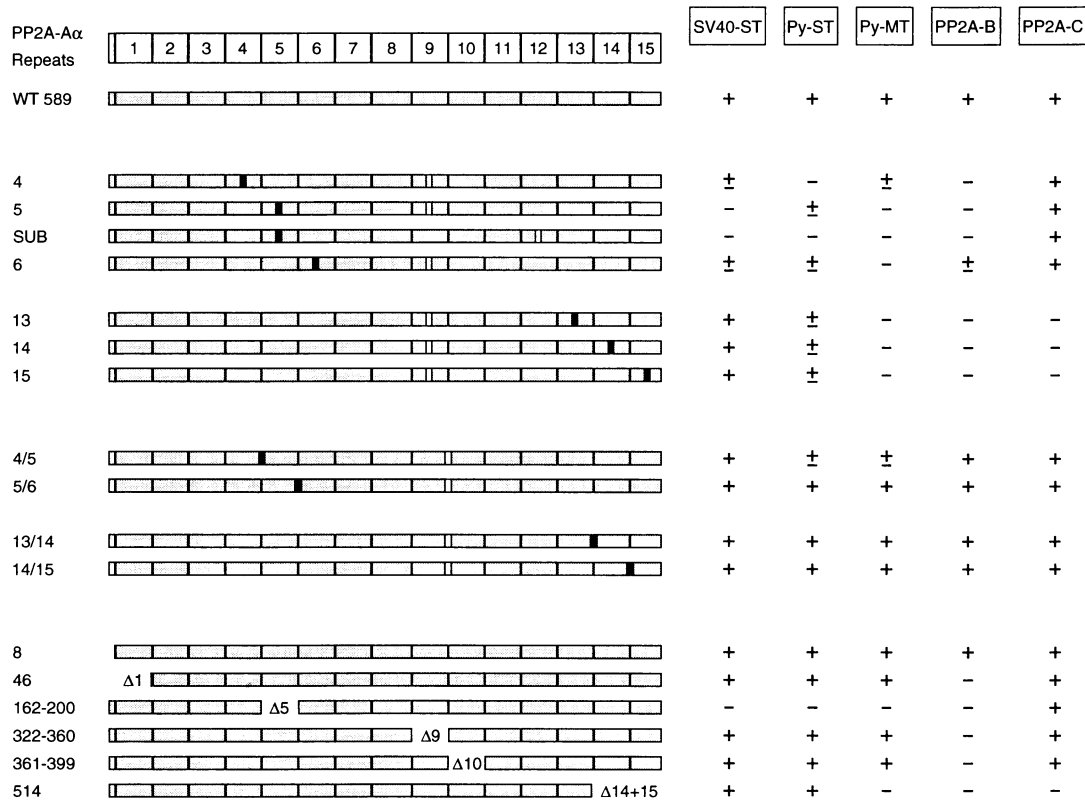 PP2A-Aα Repeats 1 2 3 4 5 6 7 8 9 10 11 12 13 14 15 SV40-ST Py-ST Py-MT PP2A-B PP2A-C
WT 589 + + + + +
4 ± − ± − +
5 − ± − − +
SUB − − − − +
6 ± ± − ± +
13 + ± − − −
14 + ± − − −
15 + ± − − −
4/5 + ± ± + +
5/6 + + + + +
13/14 + + + + +
14/15 + + + + +
8 + + + + +
46 Δ1 + + + − +
162-200 Δ5 − − − − +
322-360 Δ9 + + + − +
361-399 Δ10 + + + − +
514 Δ14+15 + + − − −